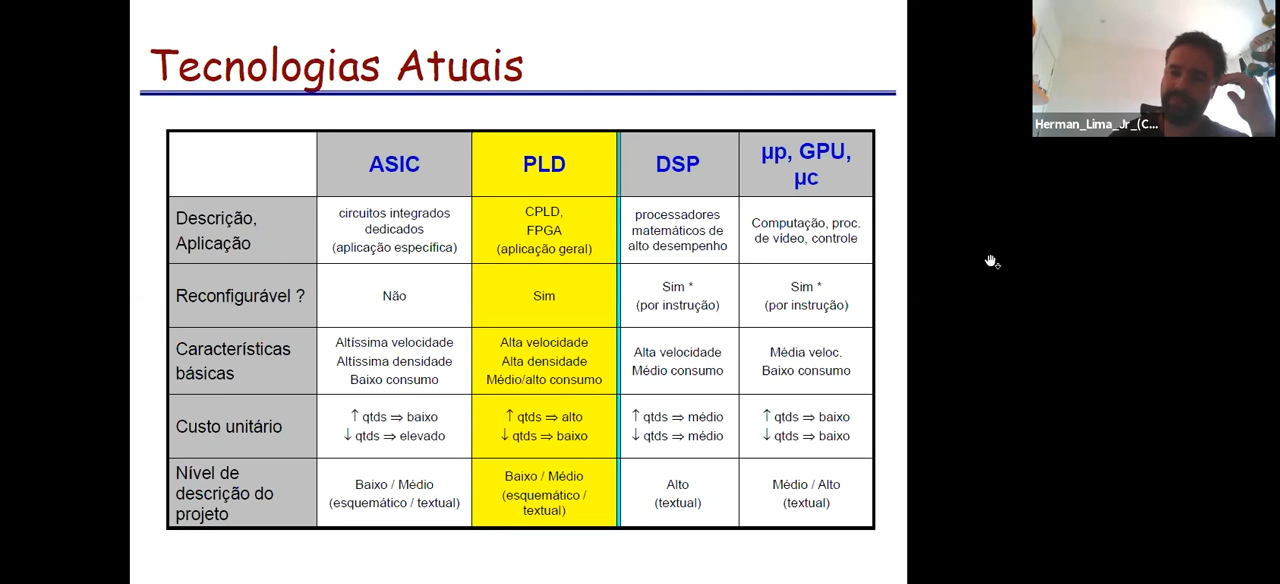 Tecnologias Atuais
Herman_Lima_Jr_(C...
ASIC
PLD
DSP
µp, GPU,
µc
Descrição,
Aplicação
circuitos integrados
dedicados
(aplicação específica)
CPLD,
FPGA
(aplicação geral)
processadores
matemáticos de
alto desempenho
Computação, proc.
de vídeo, controle
Reconfigurável ?
Não
Sim
Sim *
(por instrução)
Sim *
(por instrução)
Características
básicas
Altíssima velocidade
Altíssima densidade
Baixo consumo
Alta velocidade
Alta densidade
Médio/alto consumo
Alta velocidade
Médio consumo
Média veloc.
Baixo consumo
Custo unitário
↑ qtds ⇒ baixo
↓ qtds ⇒ elevado
↑ qtds ⇒ alto
↓ qtds ⇒ baixo
↑ qtds ⇒ médio
↓ qtds ⇒ médio
↑ qtds ⇒ baixo
↓ qtds ⇒ baixo
Nível de
descrição do
projeto
Baixo / Médio
(esquemático / textual)
Baixo / Médio
(esquemático /
textual)
Alto
(textual)
Médio / Alto
(textual)